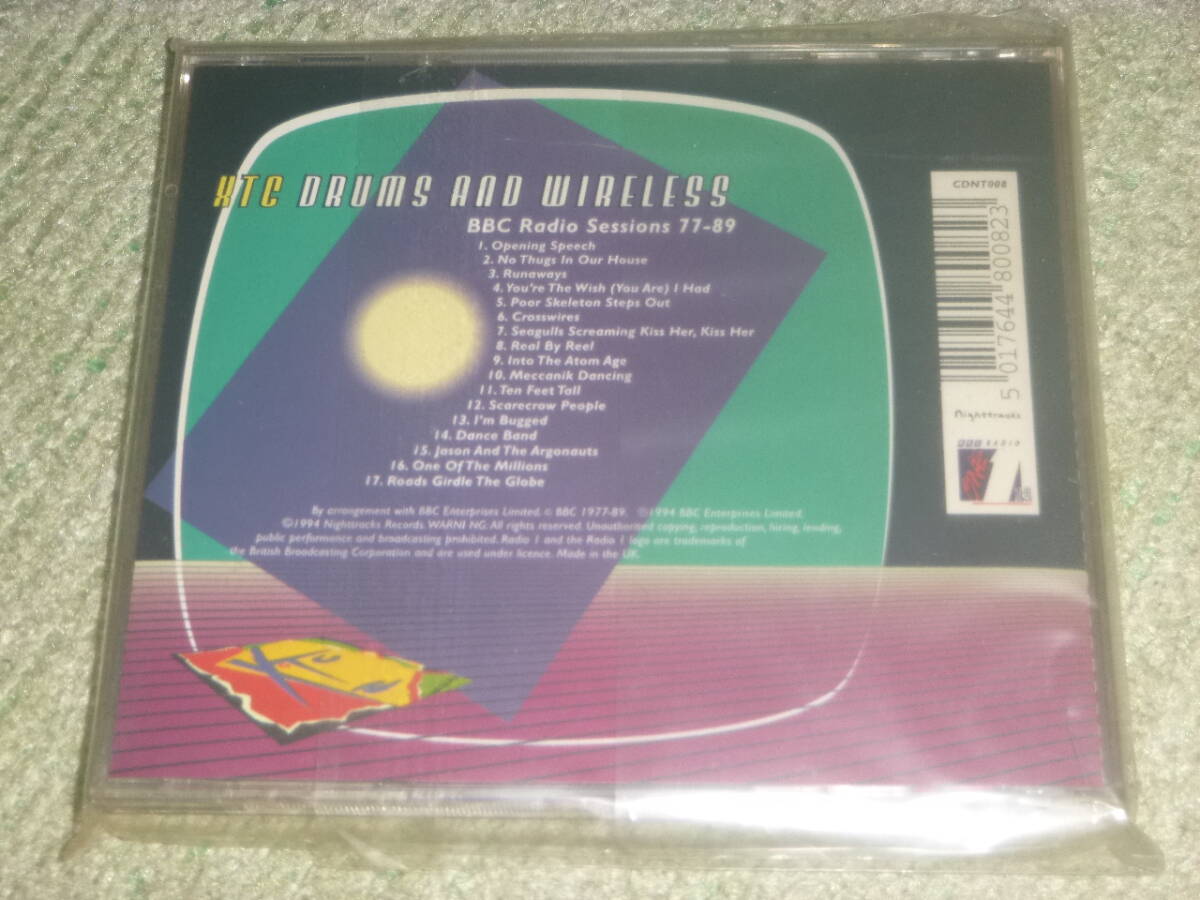 XTC DRUMS AND WIRELESS
BBC Radio Sessions 77-89
1. Opening Speech
2. No Thugs In Our House
3. Runaways
4. You're The Wish (You Are) I Had
5. Poor Skeleton Steps Out
6. Crosswires
7. Seagulls Screaming Kiss Her, Kiss Her
8. Real By Reel
9. Into The Atom Age
10. Meccanik Dancing
11. Ten Feet Tall
12. Scarecrow People
13. I'm Bugged
14. Dance Band
15. Jason And The Argonauts
16. One Of The Millions
17. Roads Girdle The Globe
By arrangement with BBC Enterprises Limited. © BBC 1977-89. ©1994 BBC Enterprises Limited.
©1994 Nighttracks Records. WARNI NG: All rights reserved. Unauthorised copying, reproduction, hiring, lending,
public performance and broadcasting prohibited. Radio 1 and the Radio 1 logo are trademarks of
the British Broadcasting Corporation and are used under licence. Made in the UK.
CDNT008
5 017644 800823
Nighttracks
BBC RADIO
1
XTC